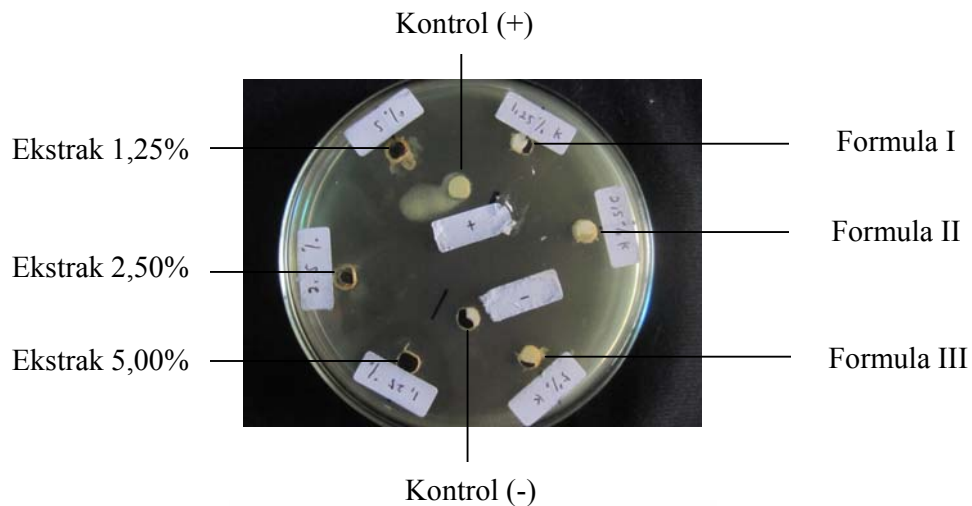 Kontrol (+)
5%
1,25% K
Ekstrak 1,25%
Formula I
+
2,5% K
Formula II
2,5 %
Ekstrak 2,50%
-
Ekstrak 5,00%
1,25 %
5% K
Formula III
Kontrol (-)